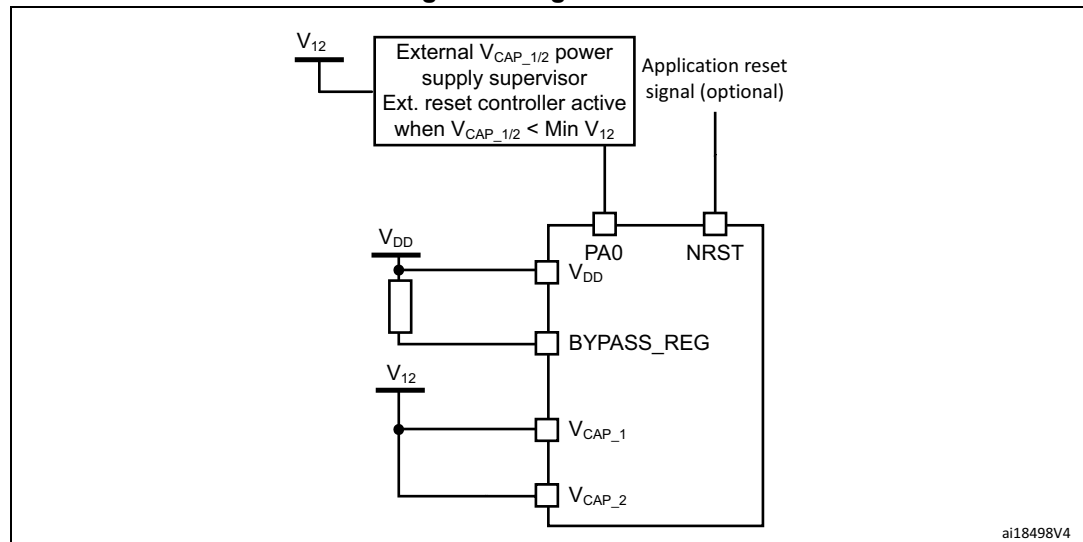 V12
External VCAP_1/2 power
supply supervisor
Ext. reset controller active
when VCAP_1/2 < Min V12
Application reset
signal (optional)
PA0
NRST
VDD
VDD
BYPASS_REG
V12
VCAP_1
VCAP_2
ai18498V4